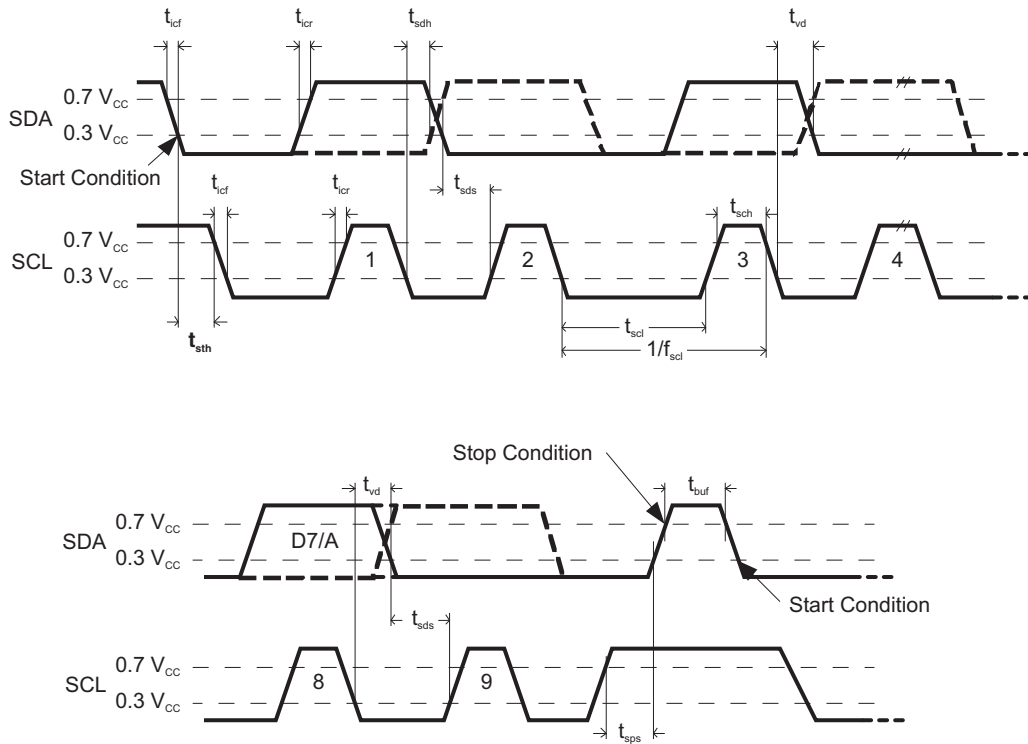 t_icf t_icr t_sdh t_vd
0.7 V_CC
SDA
0.3 V_CC
Start Condition
t_icf t_icr t_sds t_sch
0.7 V_CC
SCL 1 2 3 4
0.3 V_CC
t_sth
t_scl
1/f_scl
Stop Condition
t_vd t_buf
0.7 V_CC
SDA D7/A
0.3 V_CC
Start Condition
t_sds
0.7 V_CC
SCL 8 9
0.3 V_CC
t_sps